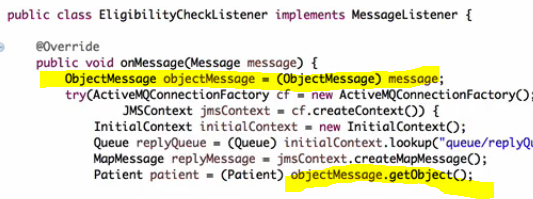 public class EligibilityCheckListener implements MessageListener {
@Override
public void onMessage(Message message) {
ObjectMessage objectMessage = (ObjectMessage) message;
try(ActiveMQConnectionFactory cf = new ActiveMQConnectionFactory();
JMSContext jmsContext = cf.createContext()) {
InitialContext initialContext = new InitialContext();
Queue replyQueue = (Queue) initialContext.lookup("queue/replyQu
MapMessage replyMessage = jmsContext.createMapMessage();
Patient patient = (Patient) objectMessage.getObject();